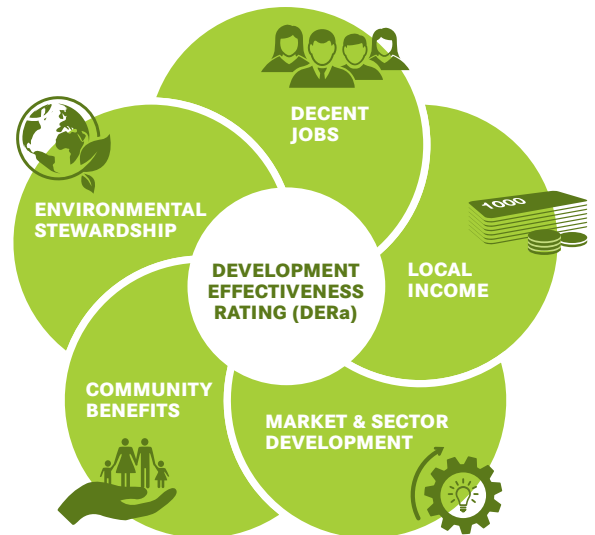 DECENT
JOBS
1000
LOCAL
INCOME
MARKET & SECTOR
DEVELOPMENT
COMMUNITY
BENEFITS
ENVIRONMENTAL
STEWARDSHIP
DEVELOPMENT
EFFECTIVENESS
RATING (DERa)